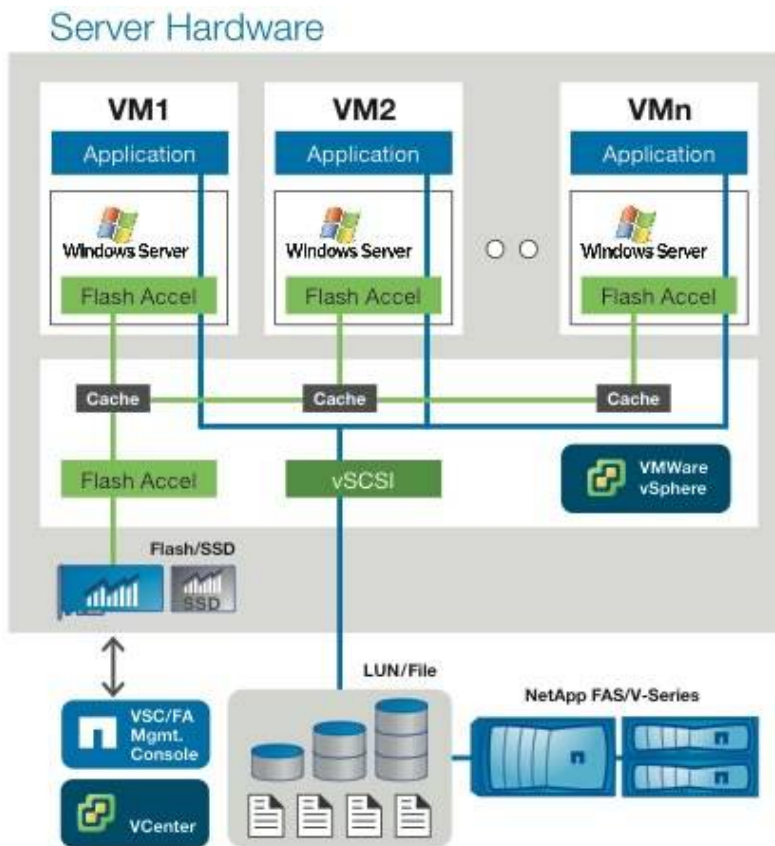 Server Hardware
VM1
VM2
VMn
Application
Application
Application
Windows Server
Windows Server
Windows Server
Flash Accel
Flash Accel
Flash Accel
Cache
Cache
Cache
Flash Accel
vSCSI
VMWare
vSphere
Flash/SSD
SSD
LUN/File
NetApp FAS/V-Series
VSC/FA
Mgmt.
Console
VCenter